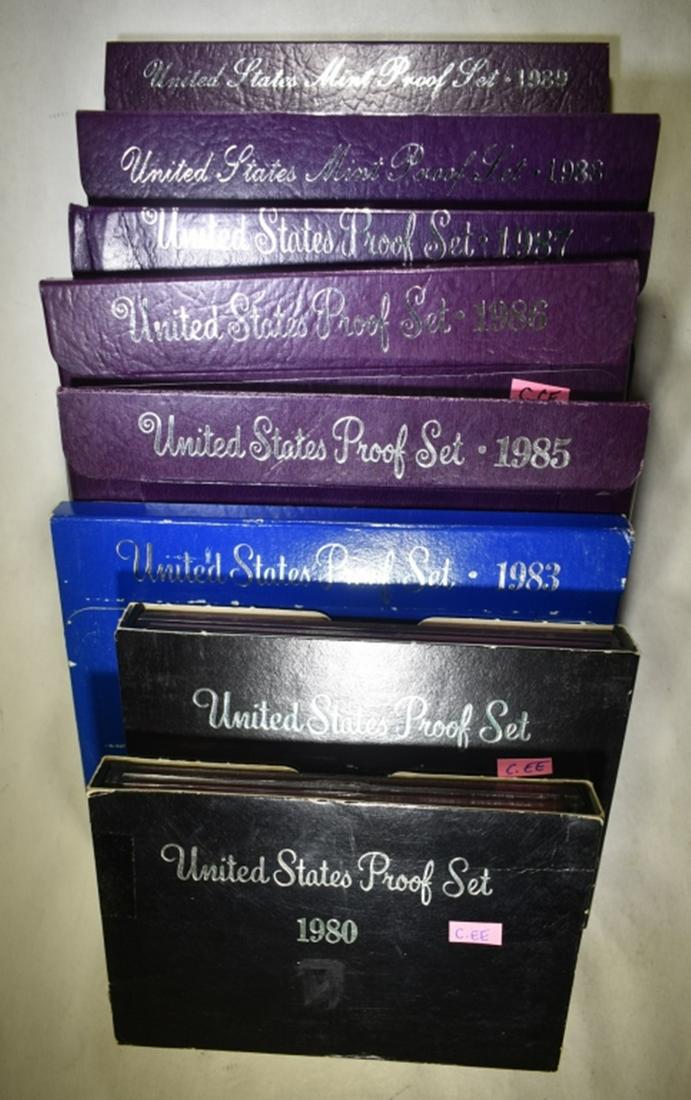 United States Mint Proof Set · 1989
United States Mint Proof Set · 1988
United States Proof Set · 1987
United States Proof Set · 1986
C.EE
United States Proof Set · 1985
United States Proof Set · 1983
United States Proof Set
C.EE
United States Proof Set
1980
C.EE